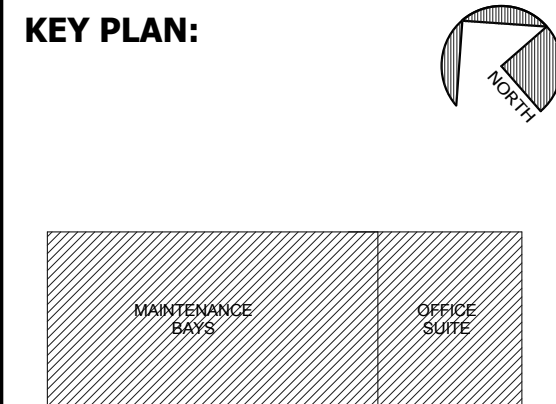 KEY PLAN:
NORTH
MAINTENANCE
BAYS
OFFICE
SUITE